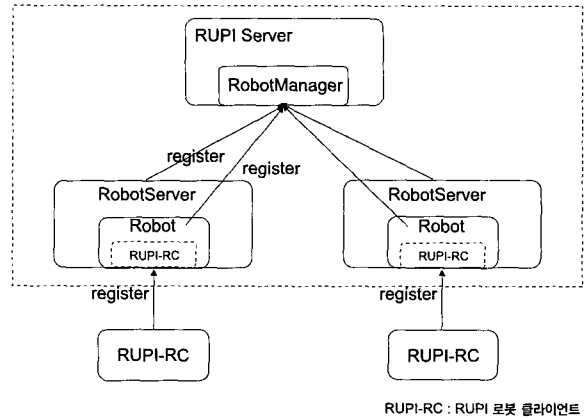 RUPI Server
RobotManager
register
register
RobotServer
Robot
RUPI-RC
RobotServer
Robot
RUPI-RC
register
register
RUPI-RC
RUPI-RC
RUPI-RC : RUPI 로봇 클라이언트